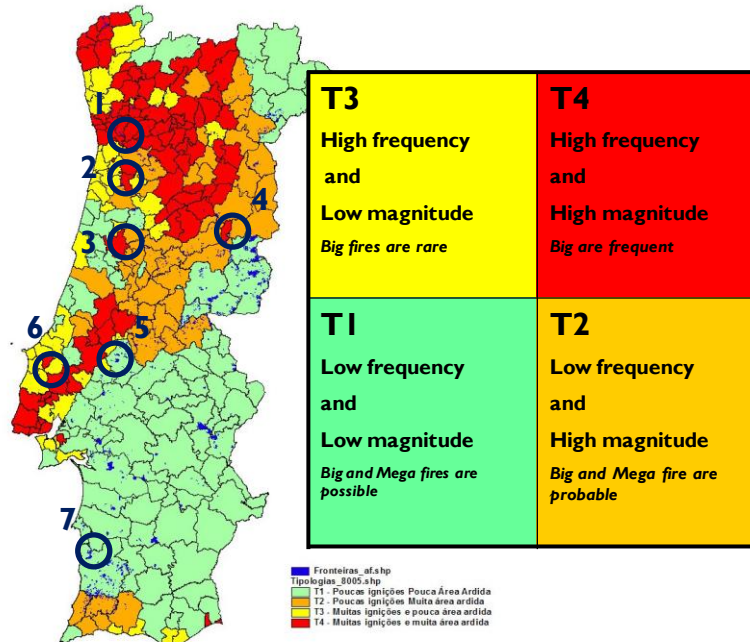 1
2
3
4
5
6
7
T3
High frequency
and
Low magnitude
Big fires are rare
T4
High frequency
and
High magnitude
Big are frequent
T1
Low frequency
and
Low magnitude
Big and Mega fires are
possible
T2
Low frequency
and
High magnitude
Big and Mega fire are
probable
Fronteiras_af.shp
Tipologias_8005.shp
T1 - Poucas ignições Pouca Área Ardida
T2 - Poucas ignições Muita área ardida
T3 - Muitas ignições e pouca área ardida
T4 - Muitas ignições e muita área ardida